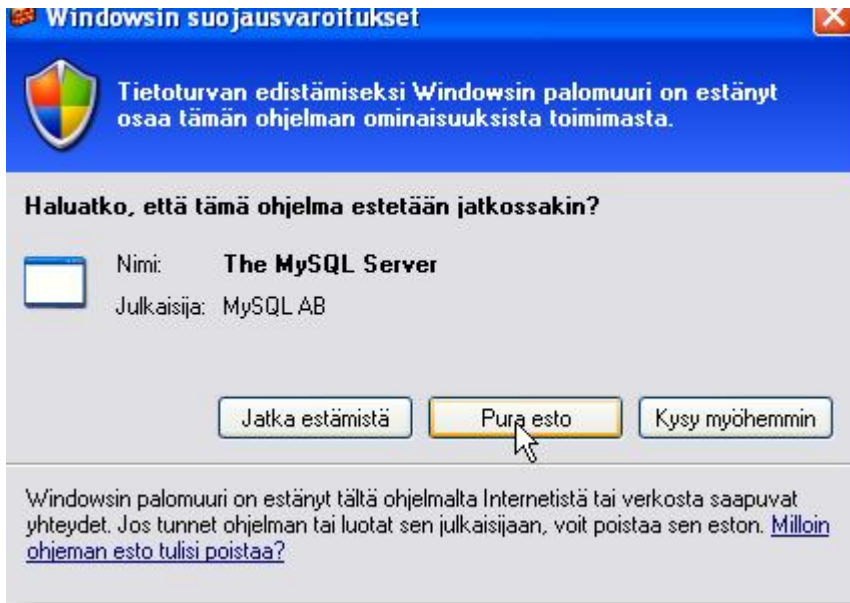 Windowsin suojausvaroitukset
Tietoturvan edistämiseksi Windowsin palomuuri on estänyt
osaa tämän ohjelman ominaisuuksista toimimasta.
Haluatko, että tämä ohjelma estetään jatkossakin?
Nimi: The MySQL Server
Julkaisija: MySQL AB
Jatka estämistä Pura esto Kysy myöhemmin
Windowsin palomuuri on estänyt tältä ohjelmalta Internetistä tai verkosta saapuvat
yhteydet. Jos tunnet ohjelman tai luotat sen julkaisijaan, voit poistaa sen eston. Milloin
ohjeman esto tulisi poistaa?